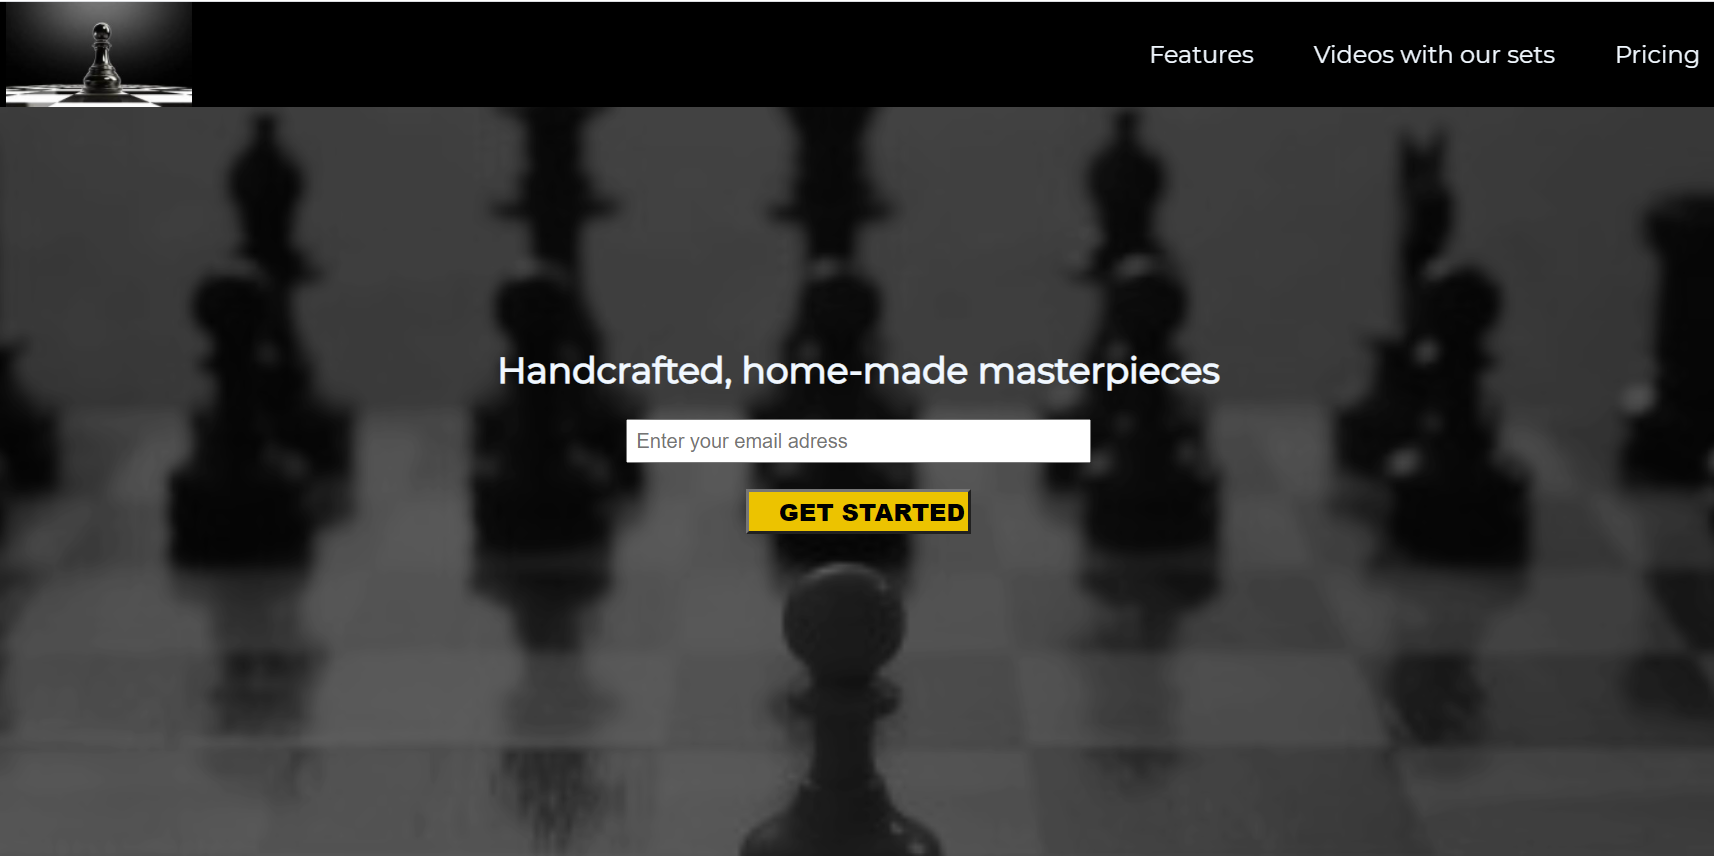 Features
Videos with our sets
Pricing
Handcrafted, home-made masterpieces
Enter your email adress
GET STARTED